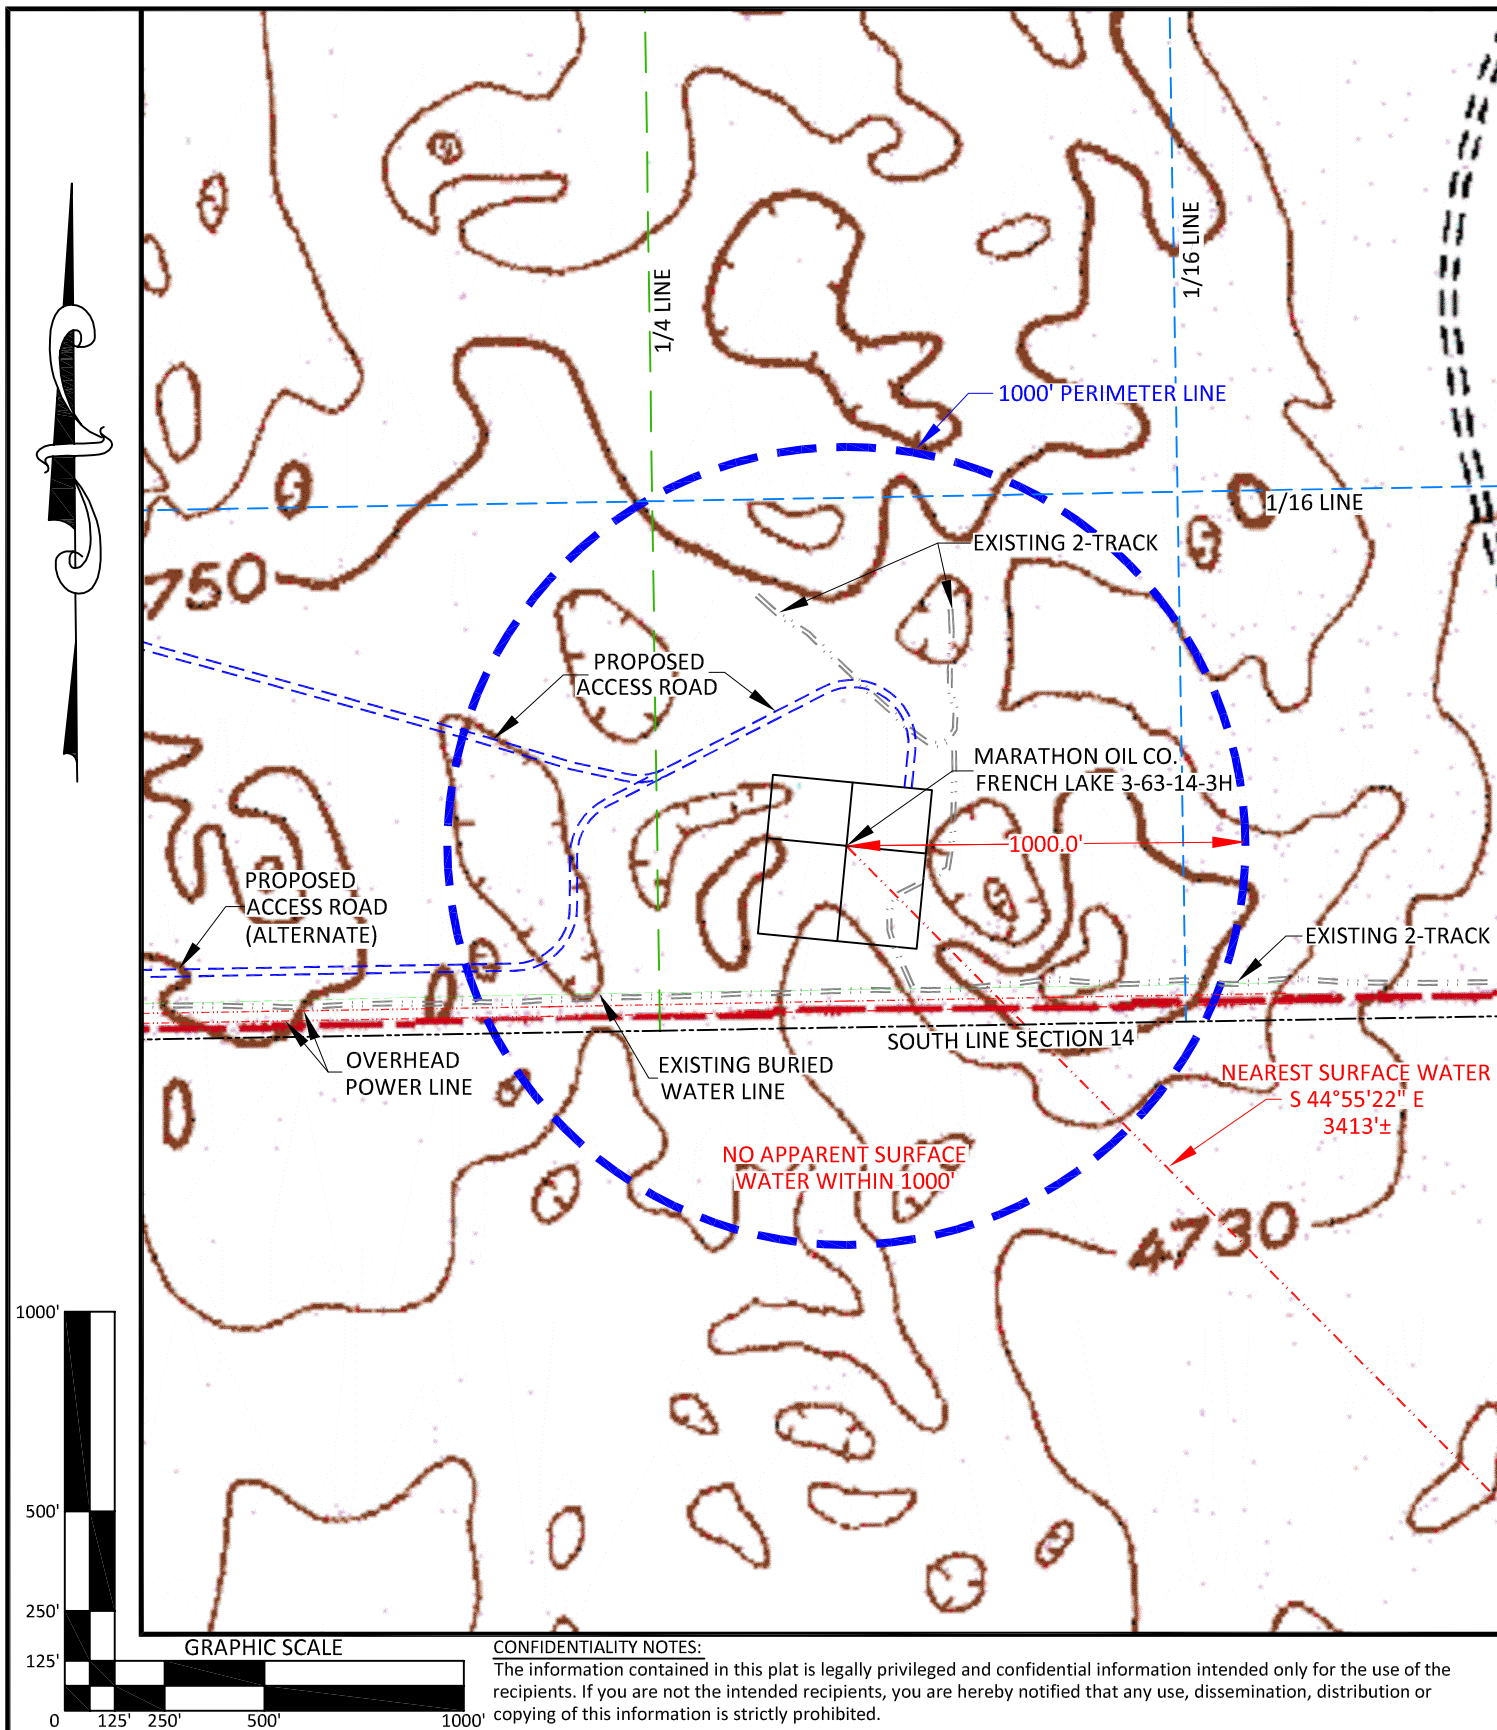 1/4 LINE
1/16 LINE
1000' PERIMETER LINE
1/16 LINE
EXISTING 2-TRACK
750
PROPOSED
ACCESS ROAD
MARATHON OIL CO.
FRENCH LAKE 3-63-14-3H
1000.0'
PROPOSED
ACCESS ROAD
(ALTERNATE)
EXISTING 2-TRACK
SOUTH LINE SECTION 14
OVERHEAD
POWER LINE
EXISTING BURIED
WATER LINE
NEAREST SURFACE WATER
S 44°55'22" E
3413'±
NO APPARENT SURFACE
WATER WITHIN 1000'
4730
1000'
500'
250'
125'
GRAPHIC SCALE
0 125' 250' 500' 1000'
CONFIDENTIALITY NOTES:
The information contained in this plat is legally privileged and confidential information intended only for the use of the
recipients. If you are not the intended recipients, you are hereby notified that any use, dissemination, distribution or
copying of this information is strictly prohibited.